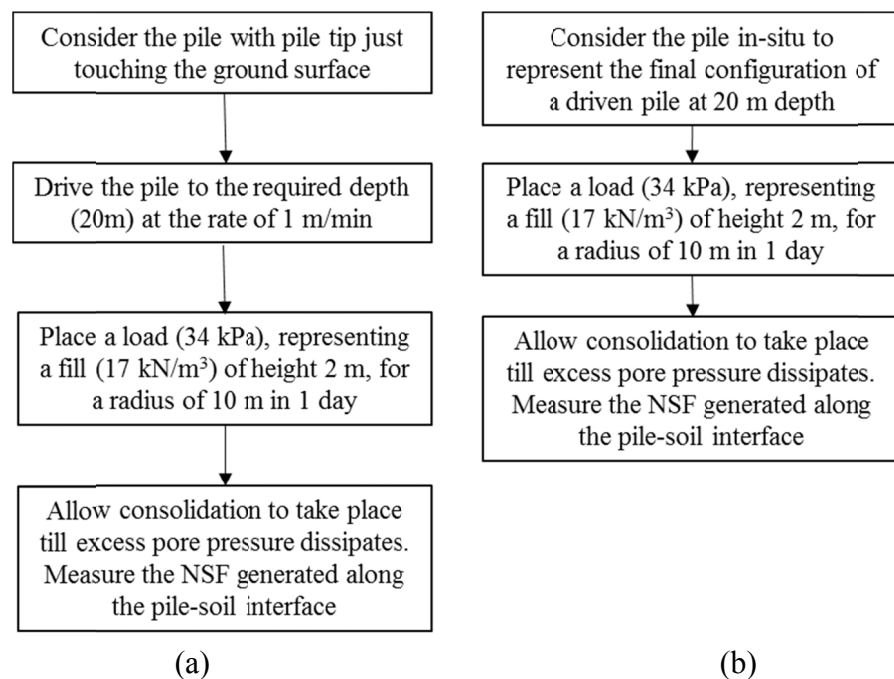 Consider the pile with pile tip just
touching the ground surface
Drive the pile to the required depth
(20m) at the rate of 1 m/min
Place a load (34 kPa), representing
a fill (17 kN/m³) of height 2 m, for
a radius of 10 m in 1 day
Allow consolidation to take place
till excess pore pressure dissipates.
Measure the NSF generated along
the pile-soil interface
(a)
Consider the pile in-situ to
represent the final configuration of
a driven pile at 20 m depth
Place a load (34 kPa), representing
a fill (17 kN/m³) of height 2 m, for
a radius of 10 m in 1 day
Allow consolidation to take place
till excess pore pressure dissipates.
Measure the NSF generated along
the pile-soil interface
(b)